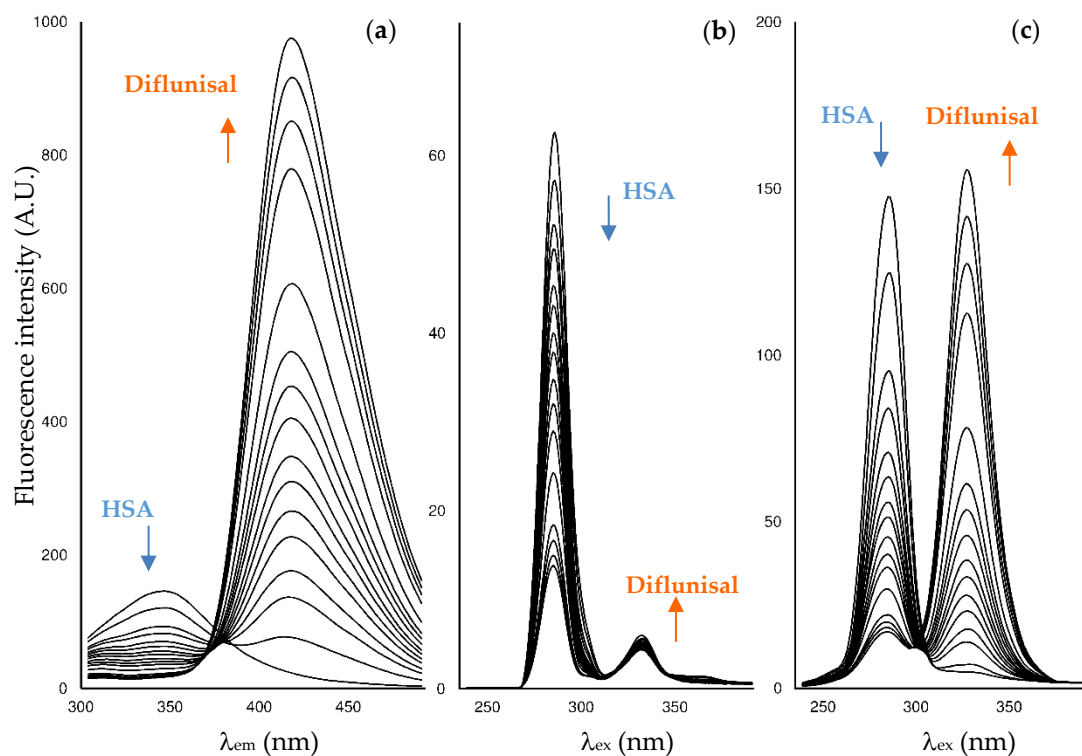 Fluorescence intensity (A.U.)
(a)
Diflunisal
HSA
1000
800
600
400
200
0
300 350 400 450
λem (nm)
(b)
HSA
Diflunisal
60
40
20
0
250 300 350
λex (nm)
(c)
HSA
Diflunisal
200
150
100
50
0
250 300 350
λex (nm)